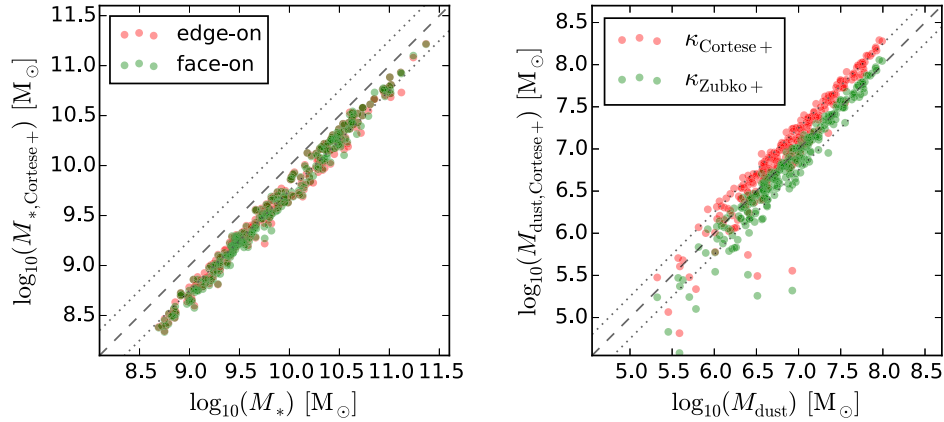 edge-on
face-on
log₁₀(M∗,Cortese+) [M⊙]
11.5
11.0
10.5
10.0
9.5
9.0
8.5
8.5 9.0 9.5 10.0 10.5 11.0 11.5
log₁₀(M∗) [M⊙]
κCortese+
κZubko+
log₁₀(Mdust,Cortese+) [M⊙]
8.5
8.0
7.5
7.0
6.5
6.0
5.5
5.0
5.0 5.5 6.0 6.5 7.0 7.5 8.0 8.5
log₁₀(Mdust) [M⊙]